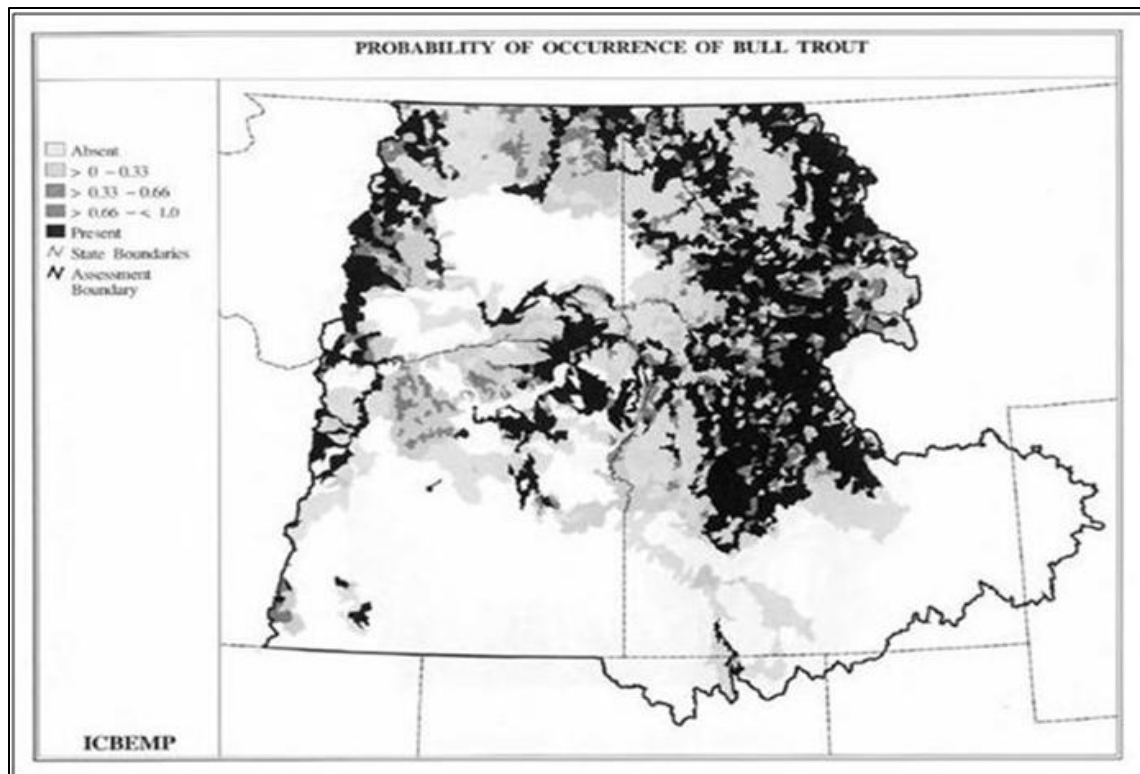 PROBABILITY OF OCCURRENCE OF BULL TROUT
Absent
> 0 – 0.33
> 0.33 – 0.66
> 0.66 – < 1.0
Present
State Boundaries
Assessment
Boundary
ICBEMP